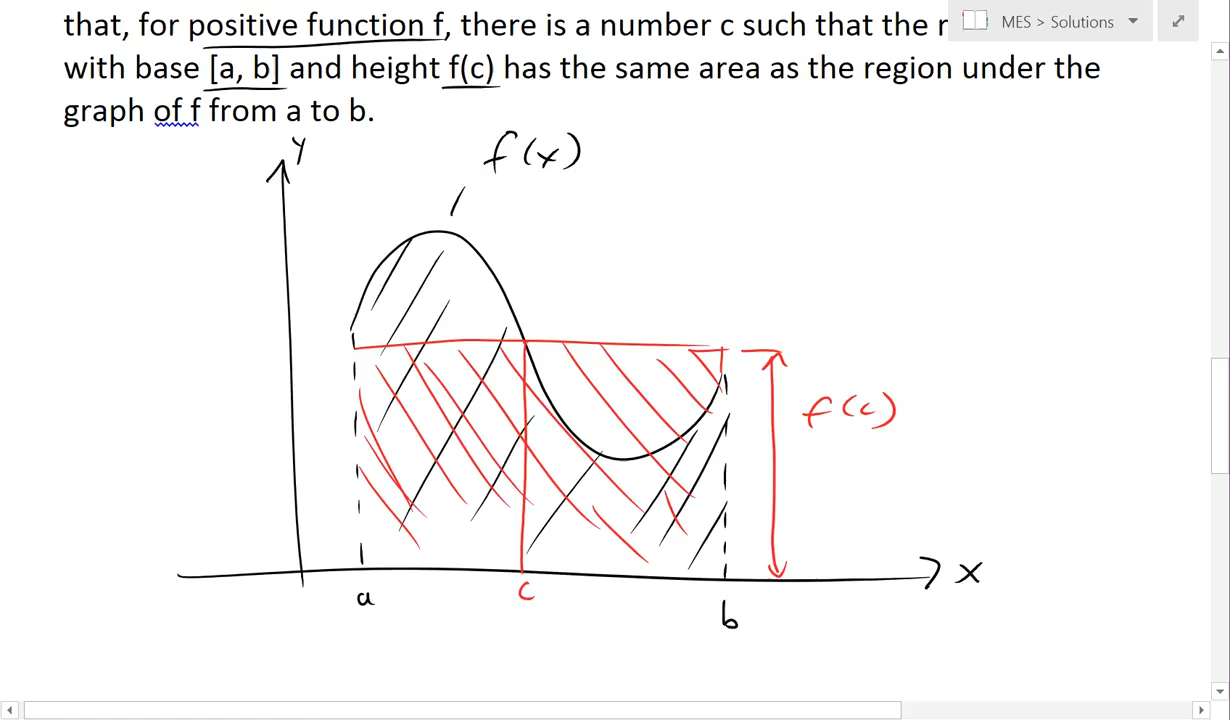 that, for positive function f, there is a number c such that the
MES > Solutions
with base [a, b] and height f(c) has the same area as the region under the
graph of f from a to b.
y
f(x)
f(c)
x
a
c
b